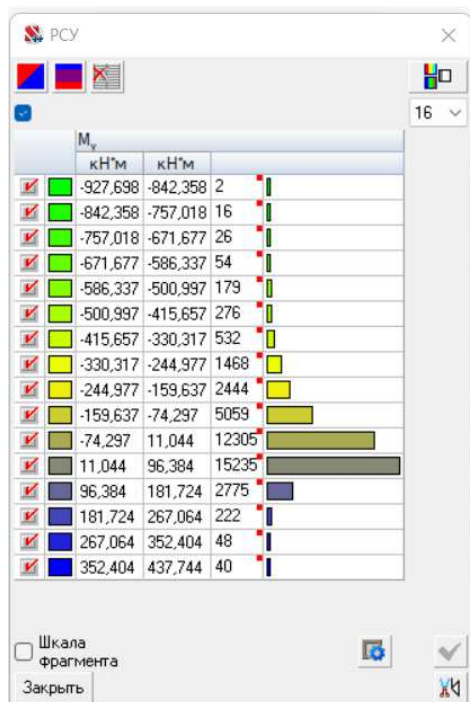 РСУ
16
My
кН*м кН*м
-927,698 -842,358 2
-842,358 -757,018 16
-757,018 -671,677 26
-671,677 -586,337 54
-586,337 -500,997 179
-500,997 -415,657 276
-415,657 -330,317 532
-330,317 -244,977 1468
-244,977 -159,637 2444
-159,637 -74,297 5059
-74,297 11,044 12305
11,044 96,384 15235
96,384 181,724 2775
181,724 267,064 222
267,064 352,404 48
352,404 437,744 40
Шкала
фрагмента
Закрыть